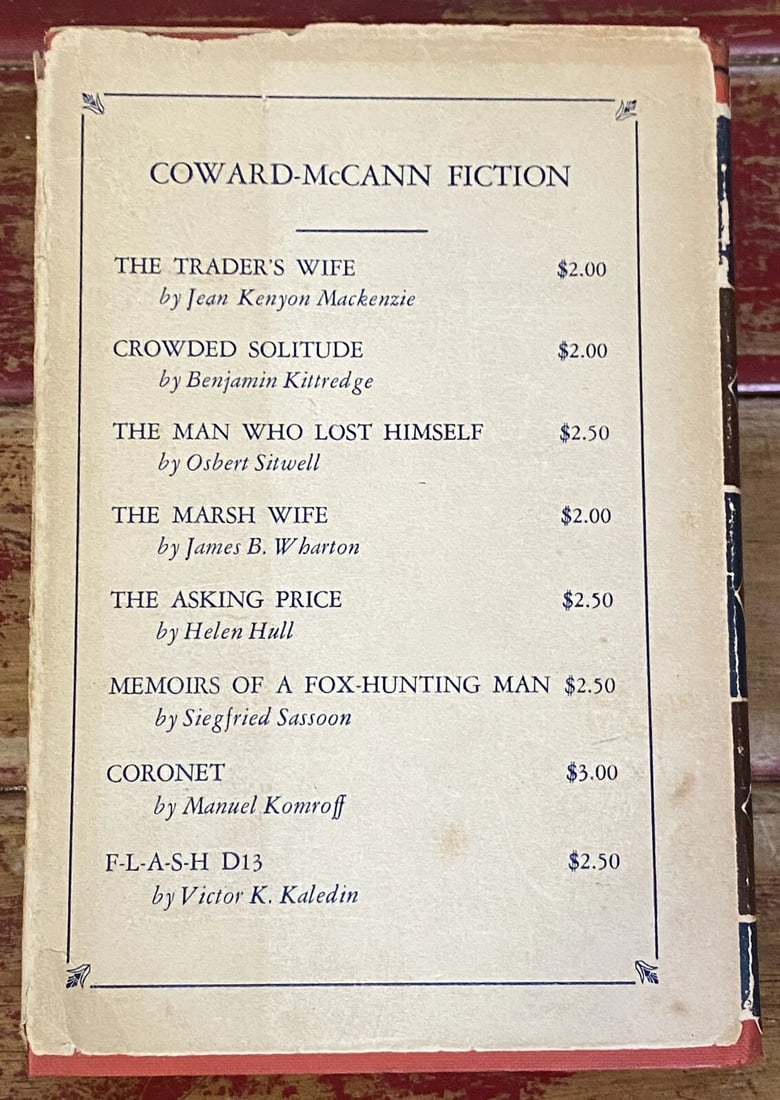 COWARD-McCANN FICTION
THE TRADER'S WIFE $2.00
by Jean Kenyon Mackenzie
CROWDED SOLITUDE $2.00
by Benjamin Kittredge
THE MAN WHO LOST HIMSELF $2.50
by Osbert Sitwell
THE MARSH WIFE $2.00
by James B. Wharton
THE ASKING PRICE $2.50
by Helen Hull
MEMOIRS OF A FOX-HUNTING MAN $2.50
by Siegfried Sassoon
CORONET $3.00
by Manuel Komroff
F-L-A-S-H D13 $2.50
by Victor K. Kaledin